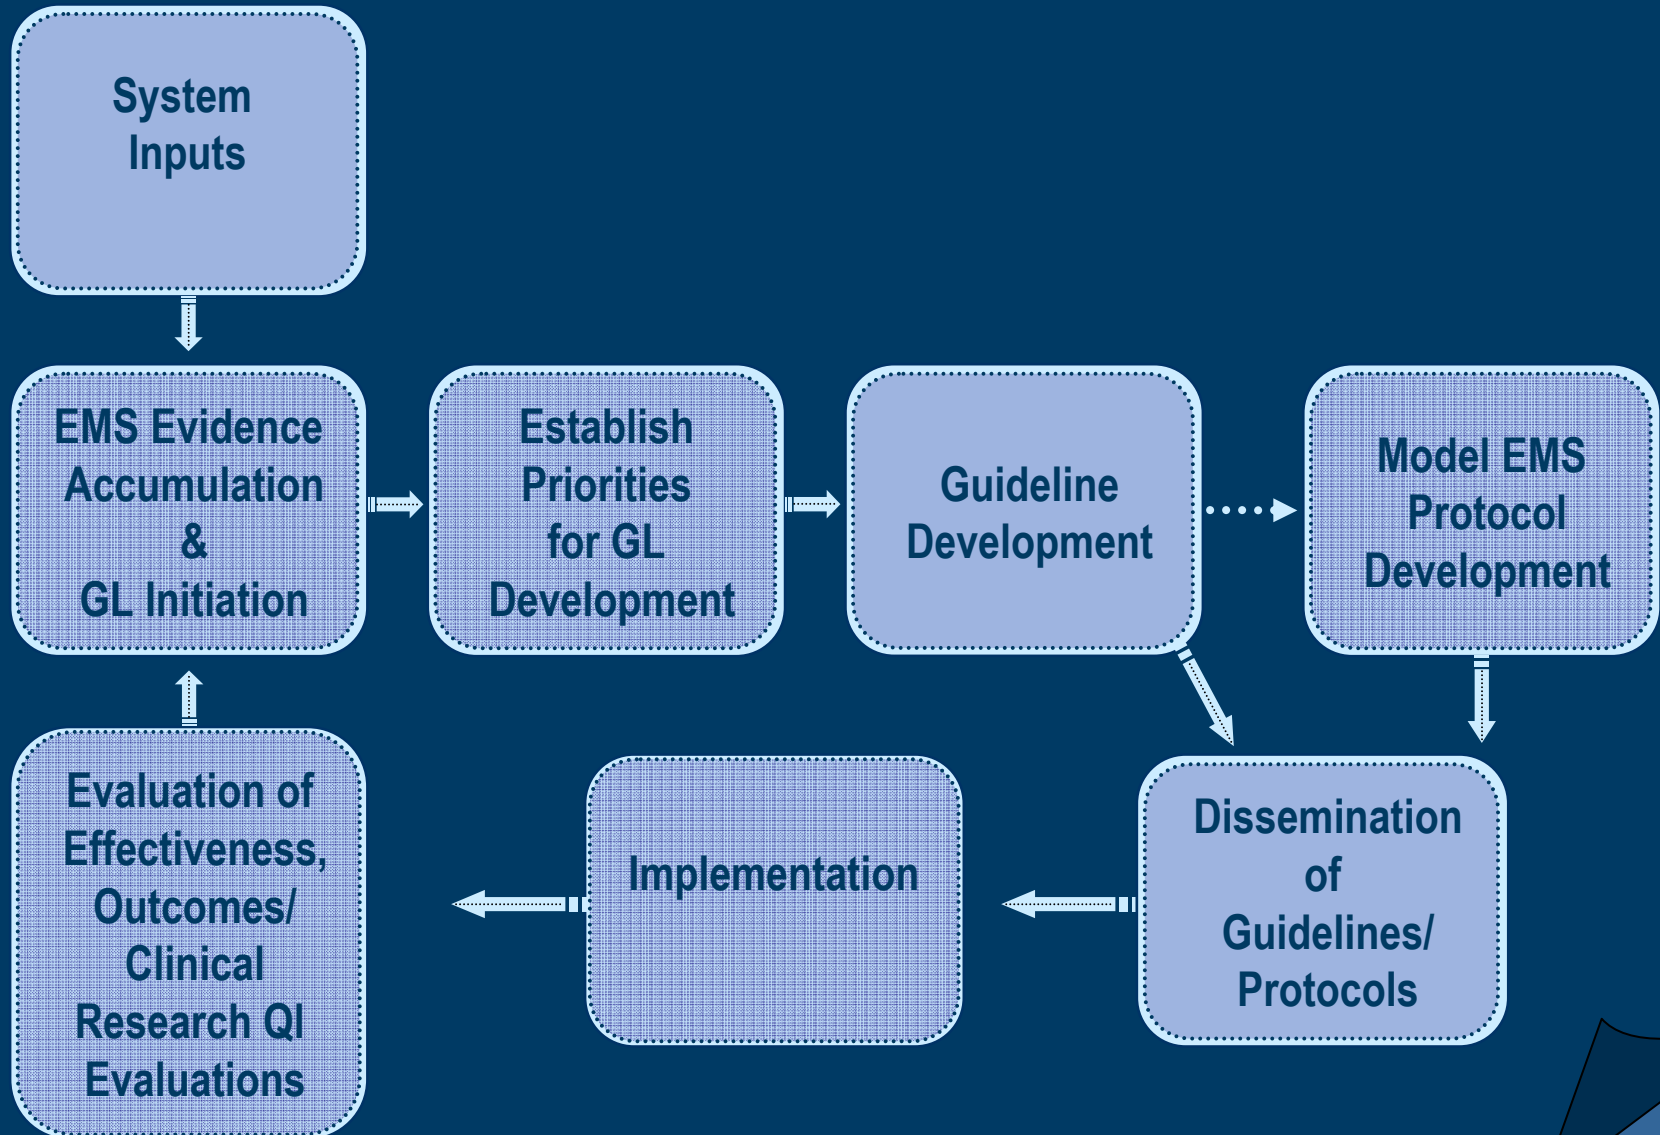 System
Inputs
EMS Evidence
Accumulation
&
GL Initiation
Establish
Priorities
for GL
Development
Guideline
Development
Model EMS
Protocol
Development
Evaluation of
Effectiveness,
Outcomes/
Clinical
Research QI
Evaluations
Implementation
Dissemination
of
Guidelines/
Protocols